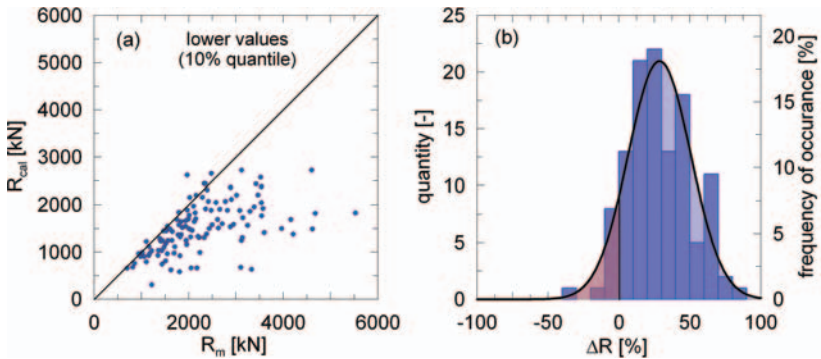 (a)
lower values
(10% quantile)
6000
5000
4000
3000
2000
1000
0
R_cal [kN]
0 2000 4000 6000
R_m [kN]
(b)
25
20
15
10
5
0
quantity [-]
20
15
10
5
0
frequency of occurance [%]
-100 -50 0 50 100
ΔR [%]